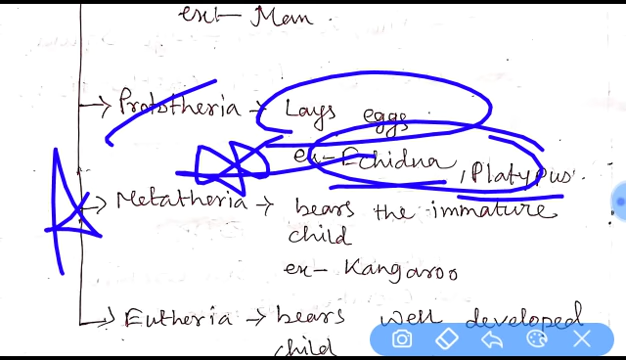 ex:- Man
→ Prototheria → Lays eggs
ex- Echidna, Platypus.
→ Metatheria → bears the immature
child
ex- Kangaroo
→ Eutheria → bears well developed
child